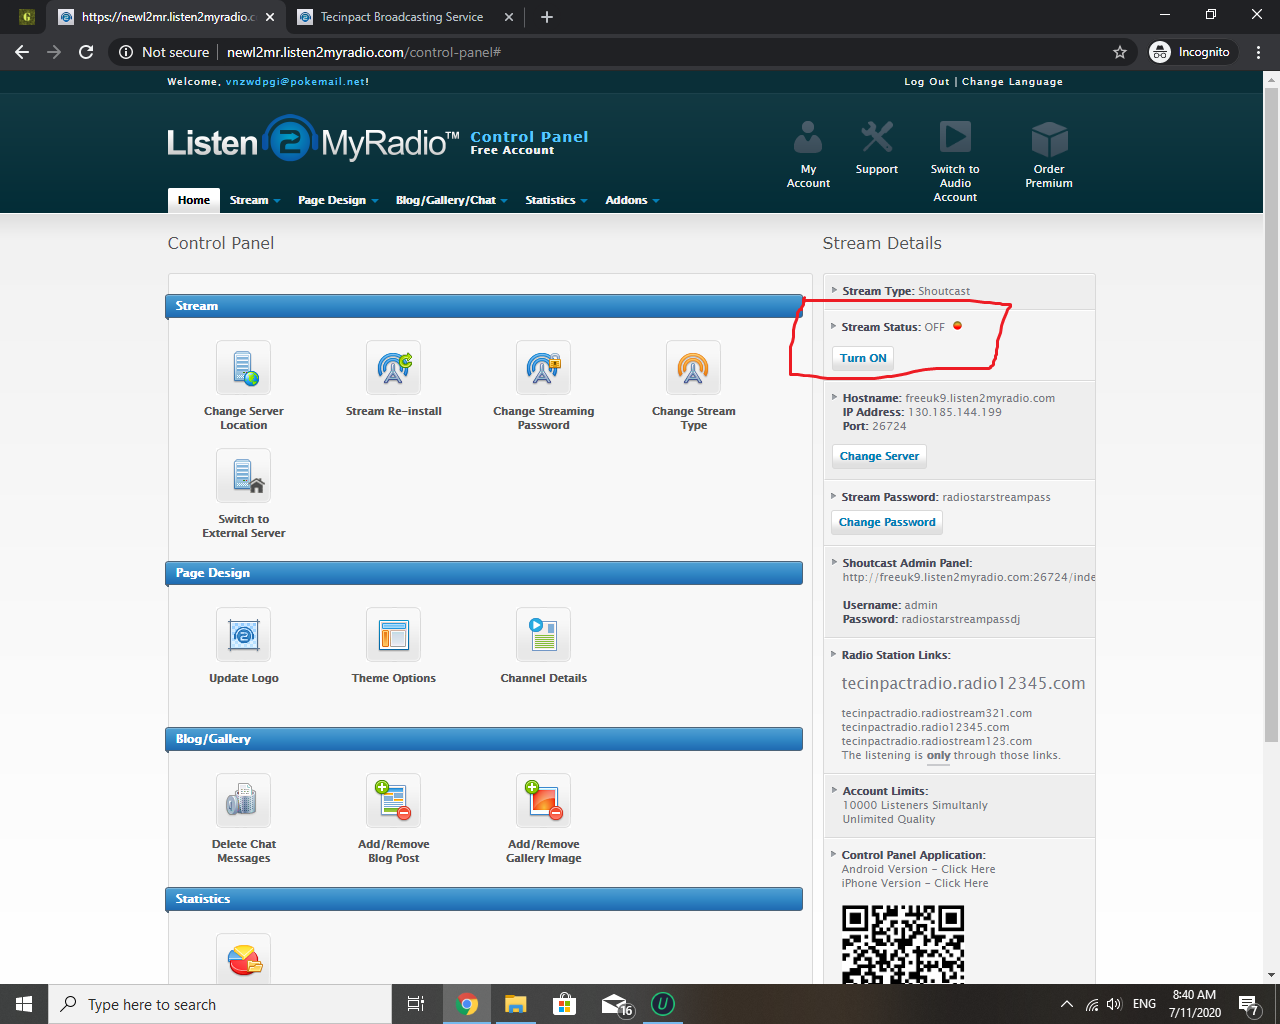 https://newl2mr.listen2myradio.c
Tecinpact Broadcasting Service
Not secure
newl2mr.listen2myradio.com/control-panel#
Incognito
Welcome, vnzwdpgi@pokemail.net!
Log Out | Change Language
Listen 2 MyRadio™
Control Panel
Free Account
My
Account
Support
Switch to
Audio
Account
Order
Premium
Home
Stream
Page Design
Blog/Gallery/Chat
Statistics
Addons
Control Panel
Stream
Change Server
Location
Stream Re-install
Change Streaming
Password
Change Stream
Type
Switch to
External Server
Page Design
Update Logo
Theme Options
Channel Details
Blog/Gallery
Delete Chat
Messages
Add/Remove
Blog Post
Add/Remove
Gallery Image
Statistics
Stream Details
Stream Type: Shoutcast
Stream Status: OFF
Turn ON
Hostname: freeuk9.listen2myradio.com
IP Address: 130.185.144.199
Port: 26724
Change Server
Stream Password: radiostarstreampass
Change Password
Shoutcast Admin Panel:
http://freeuk9.listen2myradio.com:26724/inde
Username: admin
Password: radiostarstreampassdj
Radio Station Links:
tecinpactradio.radio12345.com
tecinpactradio.radiostream321.com
tecinpactradio.radio12345.com
tecinpactradio.radiostream123.com
The listening is only through those links.
Account Limits:
10000 Listeners Simultanly
Unlimited Quality
Control Panel Application:
Android Version - Click Here
iPhone Version - Click Here
Type here to search
16
U
ENG
8:40 AM
7/11/2020
7